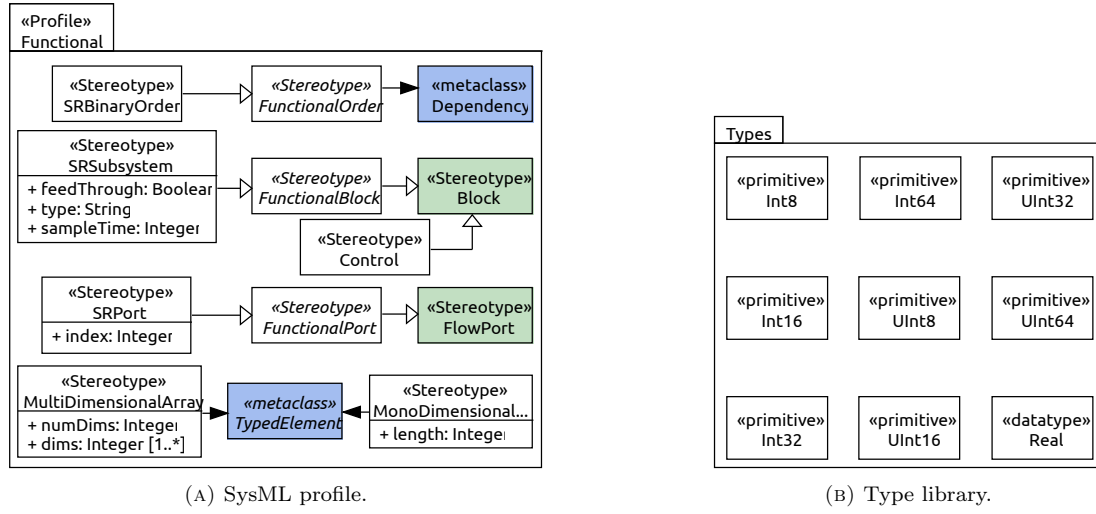 «Profile»
Functional
«Stereotype»
SRBinaryOrder
«Stereotype»
FunctionalOrder
«metaclass»
Dependency
«Stereotype»
SRSubsystem
+ feedThrough: Boolean
+ type: String
+ sampleTime: Integer
«Stereotype»
FunctionalBlock
«Stereotype»
Block
«Stereotype»
Control
«Stereotype»
SRPort
+ index: Integer
«Stereotype»
FunctionalPort
«Stereotype»
FlowPort
«Stereotype»
MultiDimensionalArray
+ numDims: Integer
+ dims: Integer [1..*]
«metaclass»
TypedElement
«Stereotype»
MonoDimensional...
+ length: Integer
(A) SysML profile.
Types
«primitive»
Int8
«primitive»
Int64
«primitive»
UInt32
«primitive»
Int16
«primitive»
UInt8
«primitive»
UInt64
«primitive»
Int32
«primitive»
UInt16
«datatype»
Real
(B) Type library.